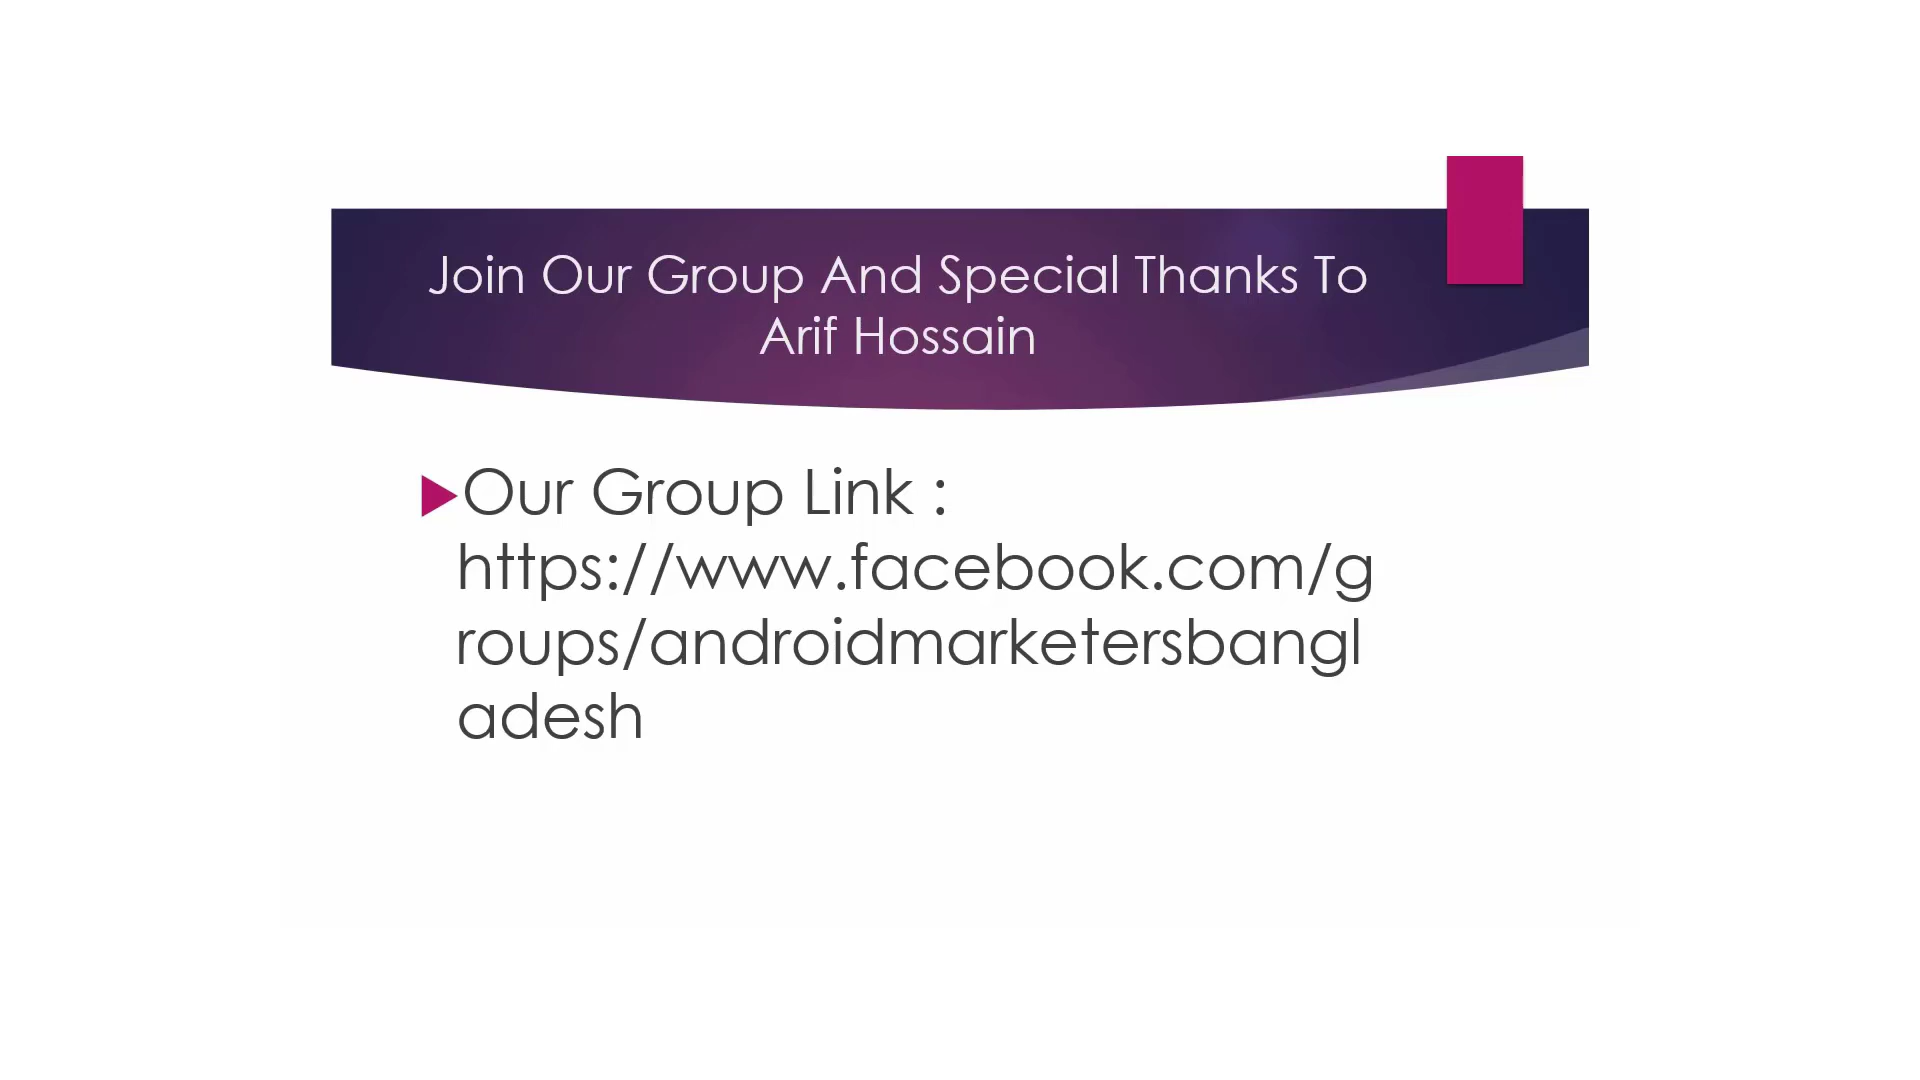 Join Our Group And Special Thanks To
Arif Hossain
Our Group Link :
https://www.facebook.com/g
roups/androidmarketersbangl
adesh